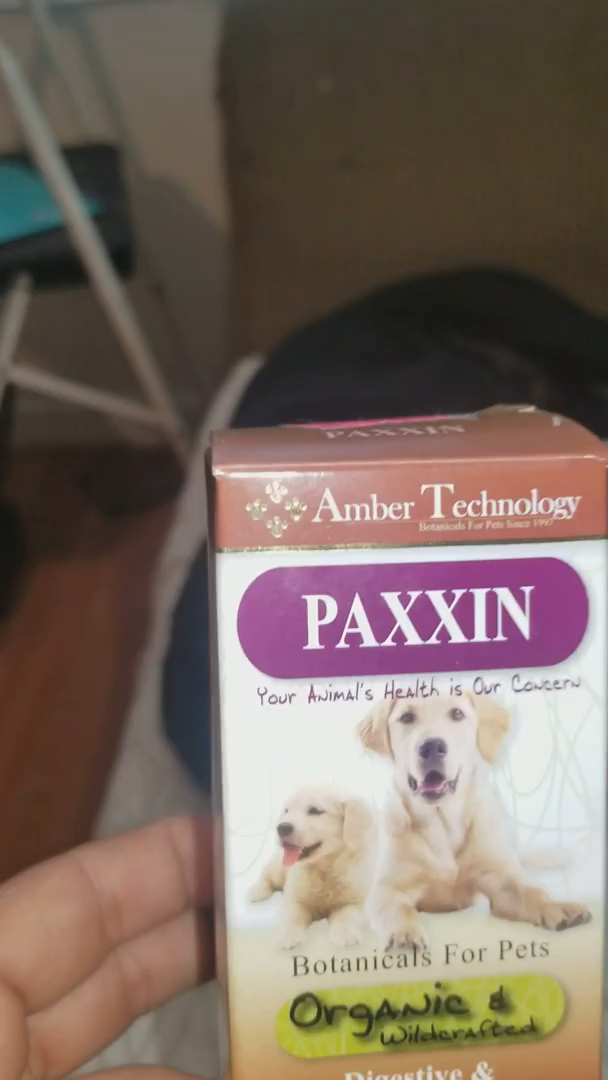 PAXXIN
Amber Technology
Botanicals For Pets Since 1997
PAXXIN
Your Animal's Health is Our Concern
Botanicals For Pets
Organic &
Wildcrafted
Digestive &